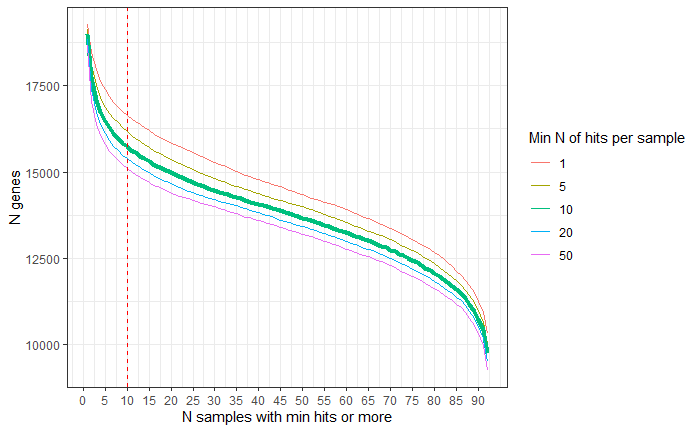 17500
15000
12500
10000
N genes
0 5 10 15 20 25 30 35 40 45 50 55 60 65 70 75 80 85 90
N samples with min hits or more
Min N of hits per sample
1
5
10
20
50